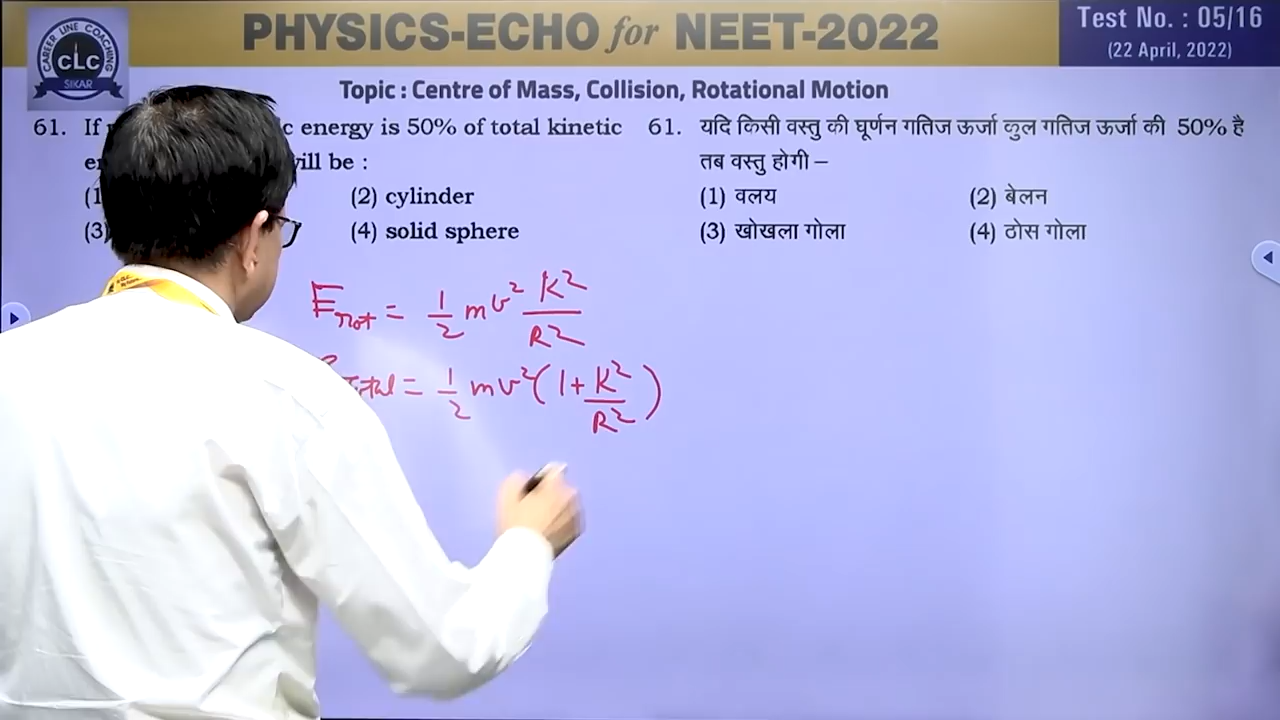 PHYSICS-ECHO for NEET-2022
Test No. : 05/16
(22 April, 2022)
CAREER LINE COACHING
CLC
SIKAR
Topic : Centre of Mass, Collision, Rotational Motion
61. If energy is 50% of total kinetic
will be :
(2) cylinder
(3)
(4) solid sphere
61. यदि किसी वस्तु की घूर्णन गतिज ऊर्जा कुल गतिज ऊर्जा की 50% है
तब वस्तु होगी –
(1) वलय
(2) बेलन
(3) खोखला गोला
(4) ठोस गोला
E_rot = 1/2 mv² K²/R²
= 1/2 mv² (1+ K²/R²)